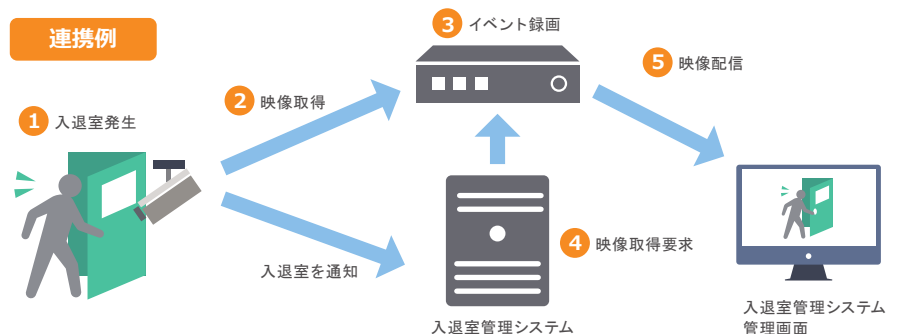 連携例
1 入退室発生
2 映像取得
3 イベント録画
5 映像配信
入退室を通知
4 映像取得要求
入退室管理システム
入退室管理システム
管理画面